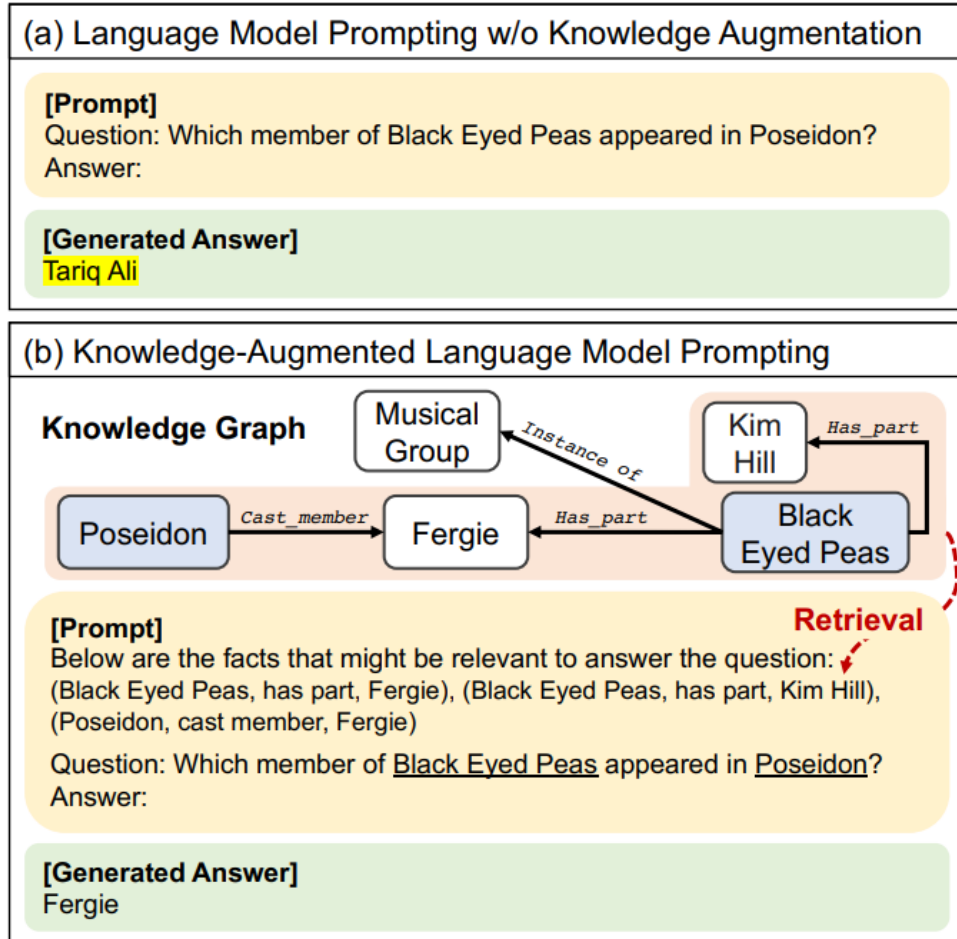 (a) Language Model Prompting w/o Knowledge Augmentation
[Prompt]
Question: Which member of Black Eyed Peas appeared in Poseidon?
Answer:
[Generated Answer]
Tariq Ali
(b) Knowledge-Augmented Language Model Prompting
Knowledge Graph
Musical
Group
Instance of
Kim
Hill
Has_part
Poseidon
Cast_member
Fergie
Has_part
Black
Eyed Peas
Retrieval
[Prompt]
Below are the facts that might be relevant to answer the question:
(Black Eyed Peas, has part, Fergie), (Black Eyed Peas, has part, Kim Hill),
(Poseidon, cast member, Fergie)
Question: Which member of Black Eyed Peas appeared in Poseidon?
Answer:
[Generated Answer]
Fergie